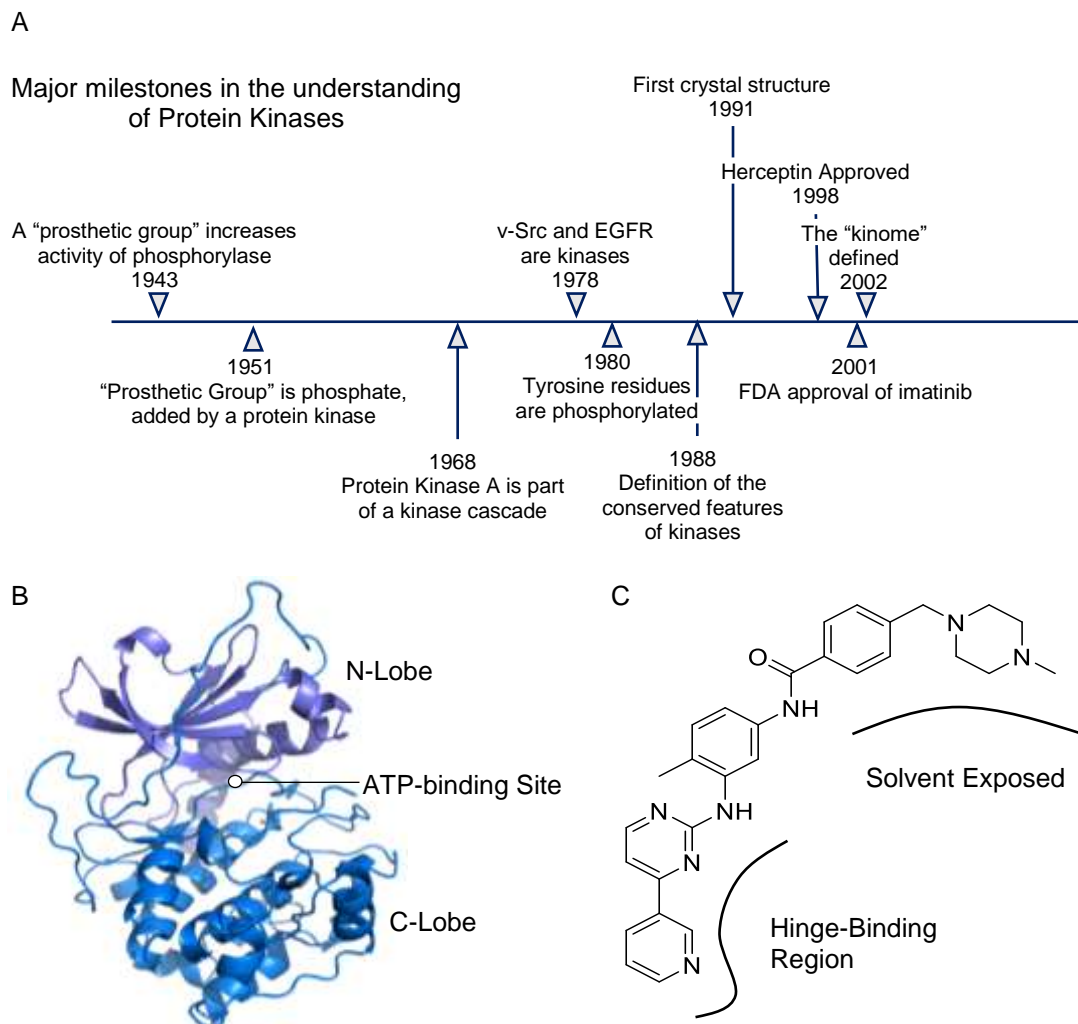 A
Major milestones in the understanding
of Protein Kinases
First crystal structure
1991
Herceptin Approved
1998
A “prosthetic group” increases
activity of phosphorylase
1943
v-Src and EGFR
are kinases
1978
The “kinome”
defined
2002
1951
“Prosthetic Group” is phosphate,
added by a protein kinase
1980
Tyrosine residues
are phosphorylated
2001
FDA approval of imatinib
1968
Protein Kinase A is part
of a kinase cascade
1988
Definition of the
conserved features
of kinases
B
N-Lobe
ATP-binding Site
C-Lobe
C
N
N
O
NH
NH
N
N
N
Solvent Exposed
Hinge-Binding
Region